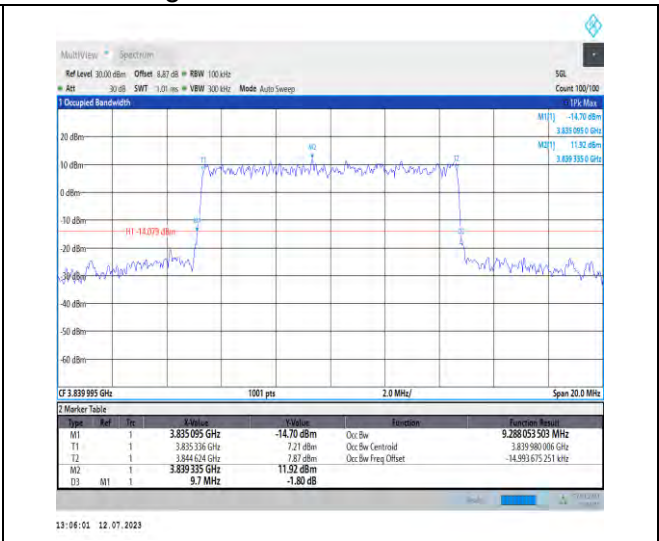 MultiView Spectrum
Ref Level 30.00 dBm Offset 8.87 dB RBW 100 kHz SGL
Att 30 dB SWT 1.01 ms VBW 300 kHz Mode Auto Sweep Count 100/100
1 Occupied Bandwidth 1Pk Max
M1[1] -14.70 dBm
3.835 095 0 GHz
M2[1] 11.92 dBm
3.839 335 0 GHz
20 dBm
M2
T1 T2
10 dBm
0 dBm
-10 dBm
H1 -14.079 dBm
-20 dBm
-30 dBm
-40 dBm
-50 dBm
-60 dBm
CF 3.839 995 GHz 1001 pts 2.0 MHz/ Span 20.0 MHz
2 Marker Table
Type Ref Trc X-Value Y-Value Function Function Result
M1 1 3.835 095 GHz -14.70 dBm Occ Bw 9.288 053 503 MHz
T1 1 3.835 336 GHz 7.21 dBm Occ Bw Centroid 3.839 980 006 GHz
T2 1 3.844 624 GHz 7.87 dBm Occ Bw Freq Offset -14.993 675 251 kHz
M2 1 3.839 335 GHz 11.92 dBm
D3 M1 1 9.7 MHz -1.80 dB
13:06:01 12.07.2023